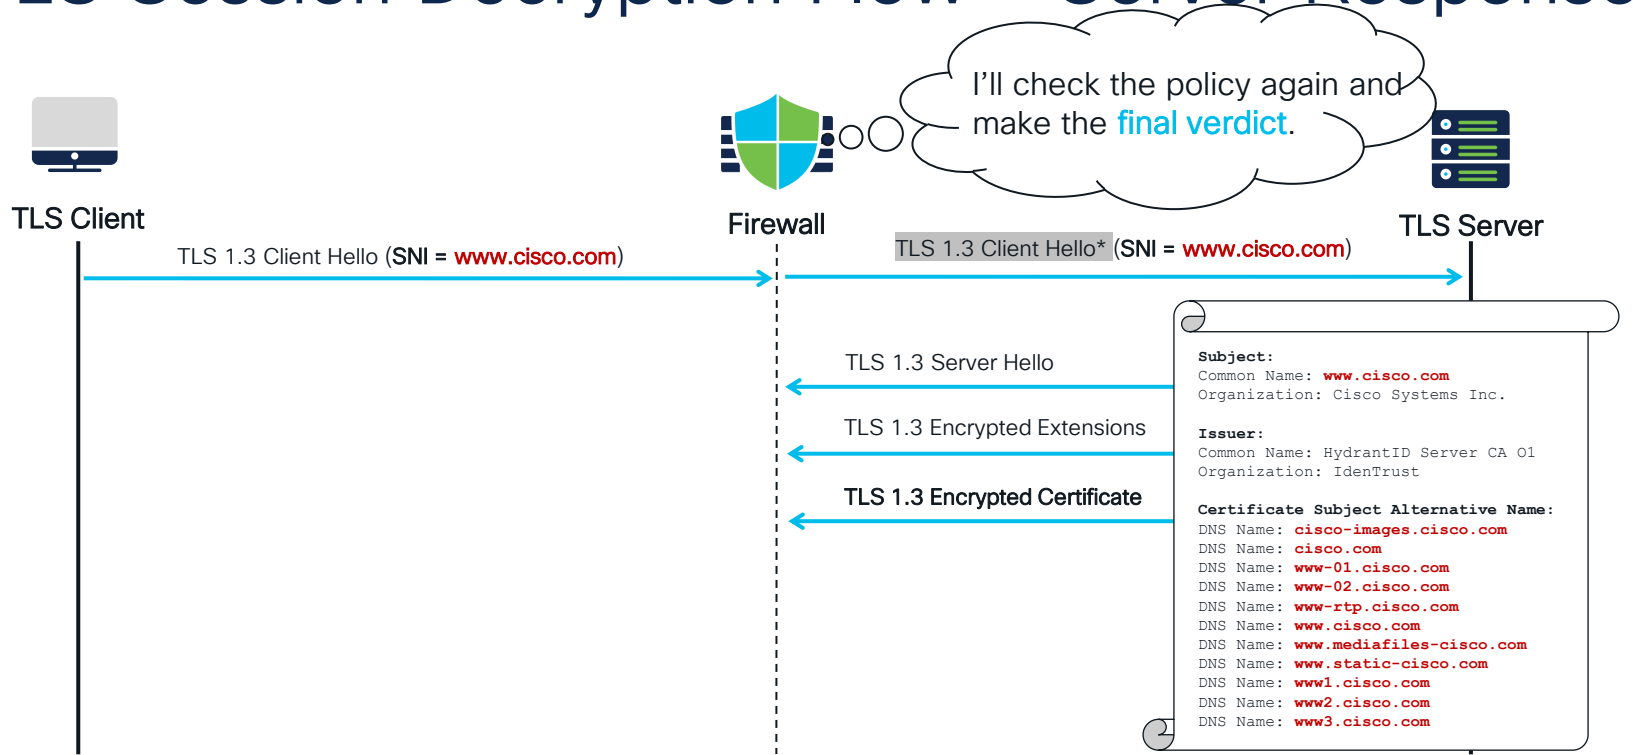 LS Session Decryption Flow – Server Response
I'll check the policy again and
make the final verdict.
TLS Client
Firewall
TLS Server
TLS 1.3 Client Hello (SNI = www.cisco.com)
TLS 1.3 Client Hello* (SNI = www.cisco.com)
TLS 1.3 Server Hello
TLS 1.3 Encrypted Extensions
TLS 1.3 Encrypted Certificate
Subject:
Common Name: www.cisco.com
Organization: Cisco Systems Inc.
Issuer:
Common Name: HydrantID Server CA O1
Organization: IdenTrust
Certificate Subject Alternative Name:
DNS Name: cisco-images.cisco.com
DNS Name: cisco.com
DNS Name: www-01.cisco.com
DNS Name: www-02.cisco.com
DNS Name: www-rtp.cisco.com
DNS Name: www.cisco.com
DNS Name: www.mediafiles-cisco.com
DNS Name: www.static-cisco.com
DNS Name: www1.cisco.com
DNS Name: www2.cisco.com
DNS Name: www3.cisco.com